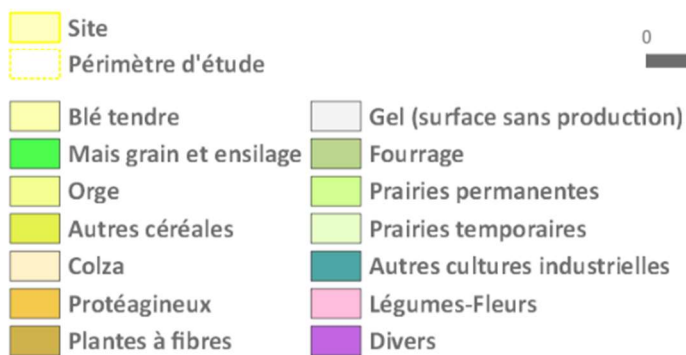 Site
Périmètre d'étude
0
Blé tendre
Mais grain et ensilage
Orge
Autres céréales
Colza
Protéagineux
Plantes à fibres
Gel (surface sans production)
Fourrage
Prairies permanentes
Prairies temporaires
Autres cultures industrielles
Légumes-Fleurs
Divers